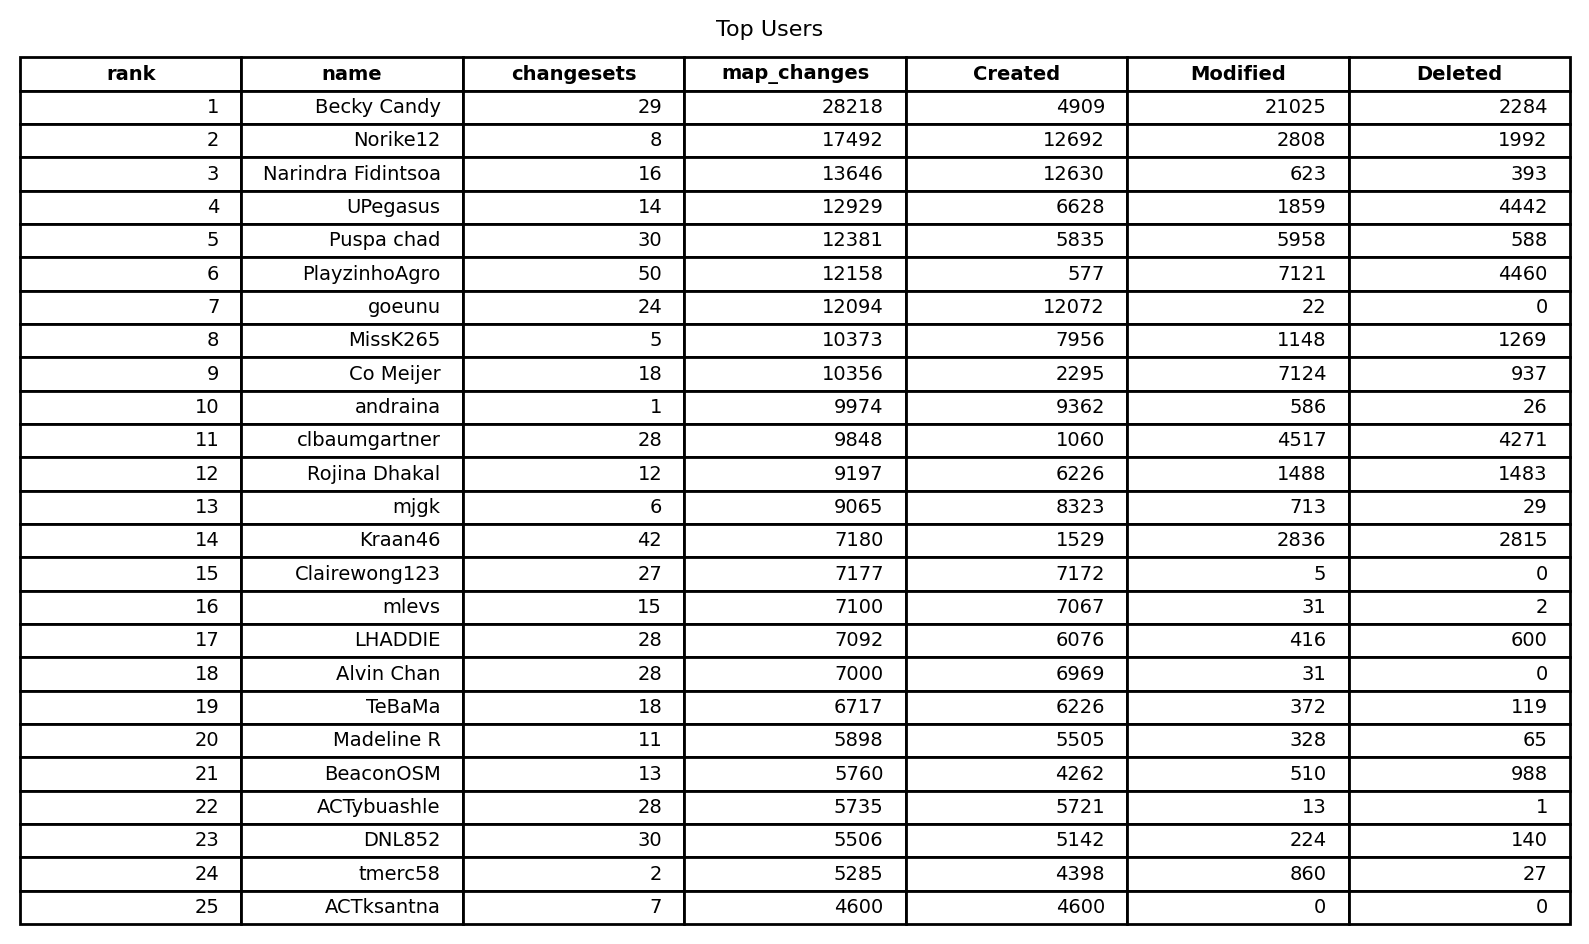 Top Users
rank name changesets map_changes Created Modified Deleted
1 Becky Candy 29 28218 4909 21025 2284
2 Norike12 8 17492 12692 2808 1992
3 Narindra Fidintsoa 16 13646 12630 623 393
4 UPegasus 14 12929 6628 1859 4442
5 Puspa chad 30 12381 5835 5958 588
6 PlayzinhoAgro 50 12158 577 7121 4460
7 goeunu 24 12094 12072 22 0
8 MissK265 5 10373 7956 1148 1269
9 Co Meijer 18 10356 2295 7124 937
10 andraina 1 9974 9362 586 26
11 clbaumgartner 28 9848 1060 4517 4271
12 Rojina Dhakal 12 9197 6226 1488 1483
13 mjgk 6 9065 8323 713 29
14 Kraan46 42 7180 1529 2836 2815
15 Clairewong123 27 7177 7172 5 0
16 mlevs 15 7100 7067 31 2
17 LHADDIE 28 7092 6076 416 600
18 Alvin Chan 28 7000 6969 31 0
19 TeBaMa 18 6717 6226 372 119
20 Madeline R 11 5898 5505 328 65
21 BeaconOSM 13 5760 4262 510 988
22 ACTybuashle 28 5735 5721 13 1
23 DNL852 30 5506 5142 224 140
24 tmerc58 2 5285 4398 860 27
25 ACTksantna 7 4600 4600 0 0